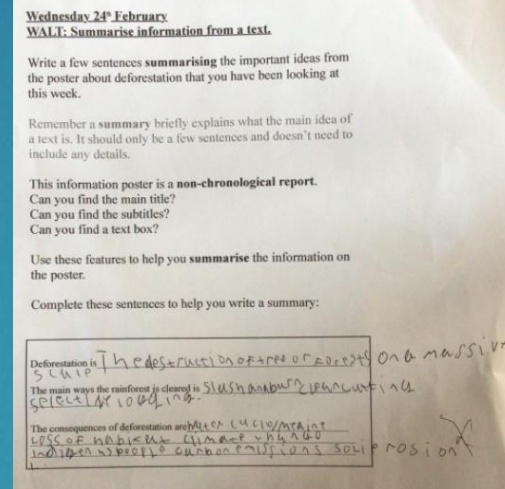 Wednesday 24th February
WALT: Summarise information from a text.
Write a few sentences summarising the important ideas from
the poster about deforestation that you have been looking at
this week.
Remember a summary briefly explains what the main idea of
a text is. It should only be a few sentences and doesn't need to
include any details.
This information poster is a non-chronological report.
Can you find the main title?
Can you find the subtitles?
Can you find a text box?
Use these features to help you summarise the information on
the poster.
Complete these sentences to help you write a summary:
Deforestation is The destruction of tree or forests on a massive
scale
The main ways the rainforest is cleared is slash
logging.
The consequences of deforestation are water
Loss of climate
people carbon emissions soil erosion